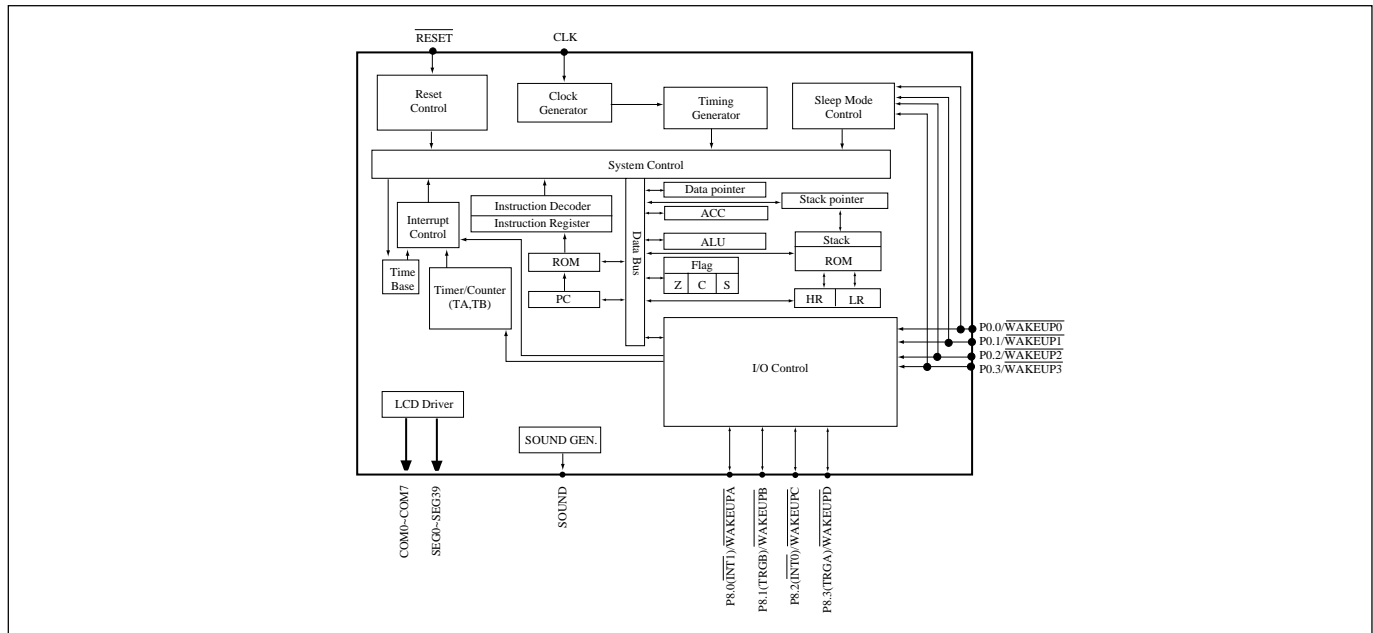 RESET
CLK
Reset
Control
Clock
Generator
Timing
Generator
Sleep Mode
Control
System Control
Interrupt
Control
Time
Base
Timer/Counter
(TA,TB)
Instruction Decoder
Instruction Register
ROM
PC
Data Bus
Data pointer
ACC
ALU
Flag
Z C S
Stack pointer
Stack
ROM
HR LR
I/O Control
P0.0/WAKEUP0
P0.1/WAKEUP1
P0.2/WAKEUP2
P0.3/WAKEUP3
LCD Driver
SOUND GEN.
COM0~COM7
SEG0~SEG39
SOUND
P8.0(INT1)/WAKEUPA
P8.1(TRGB)/WAKEUPB
P8.2(INT0)/WAKEUPC
P8.3(TRGA)/WAKEUPD